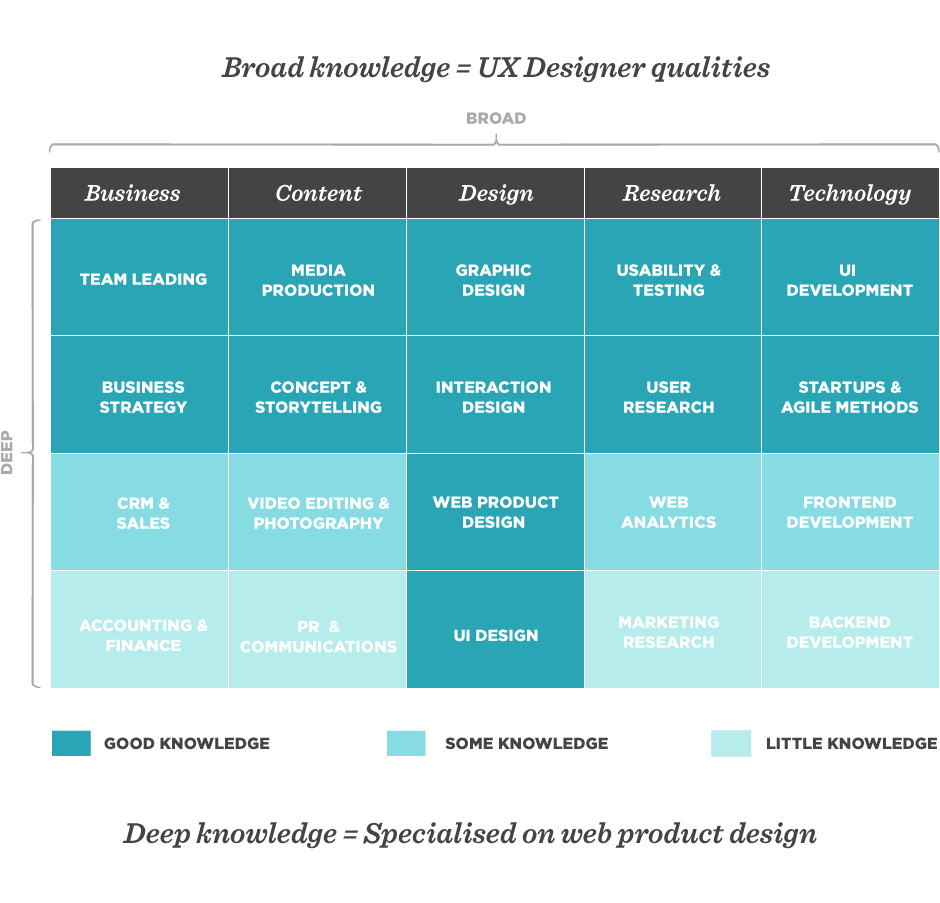 Broad knowledge = UX Designer qualities
BROAD
Business Content Design Research Technology
DEEP
TEAM LEADING
MEDIA
PRODUCTION
GRAPHIC
DESIGN
USABILITY &
TESTING
UI
DEVELOPMENT
BUSINESS
STRATEGY
CONCEPT &
STORYTELLING
INTERACTION
DESIGN
USER
RESEARCH
STARTUPS &
AGILE METHODS
CRM &
SALES
VIDEO EDITING &
PHOTOGRAPHY
WEB PRODUCT
DESIGN
WEB
ANALYTICS
FRONTEND
DEVELOPMENT
ACCOUNTING &
FINANCE
PR &
COMMUNICATIONS
UI DESIGN
MARKETING
RESEARCH
BACKEND
DEVELOPMENT
GOOD KNOWLEDGE
SOME KNOWLEDGE
LITTLE KNOWLEDGE
Deep knowledge = Specialised on web product design